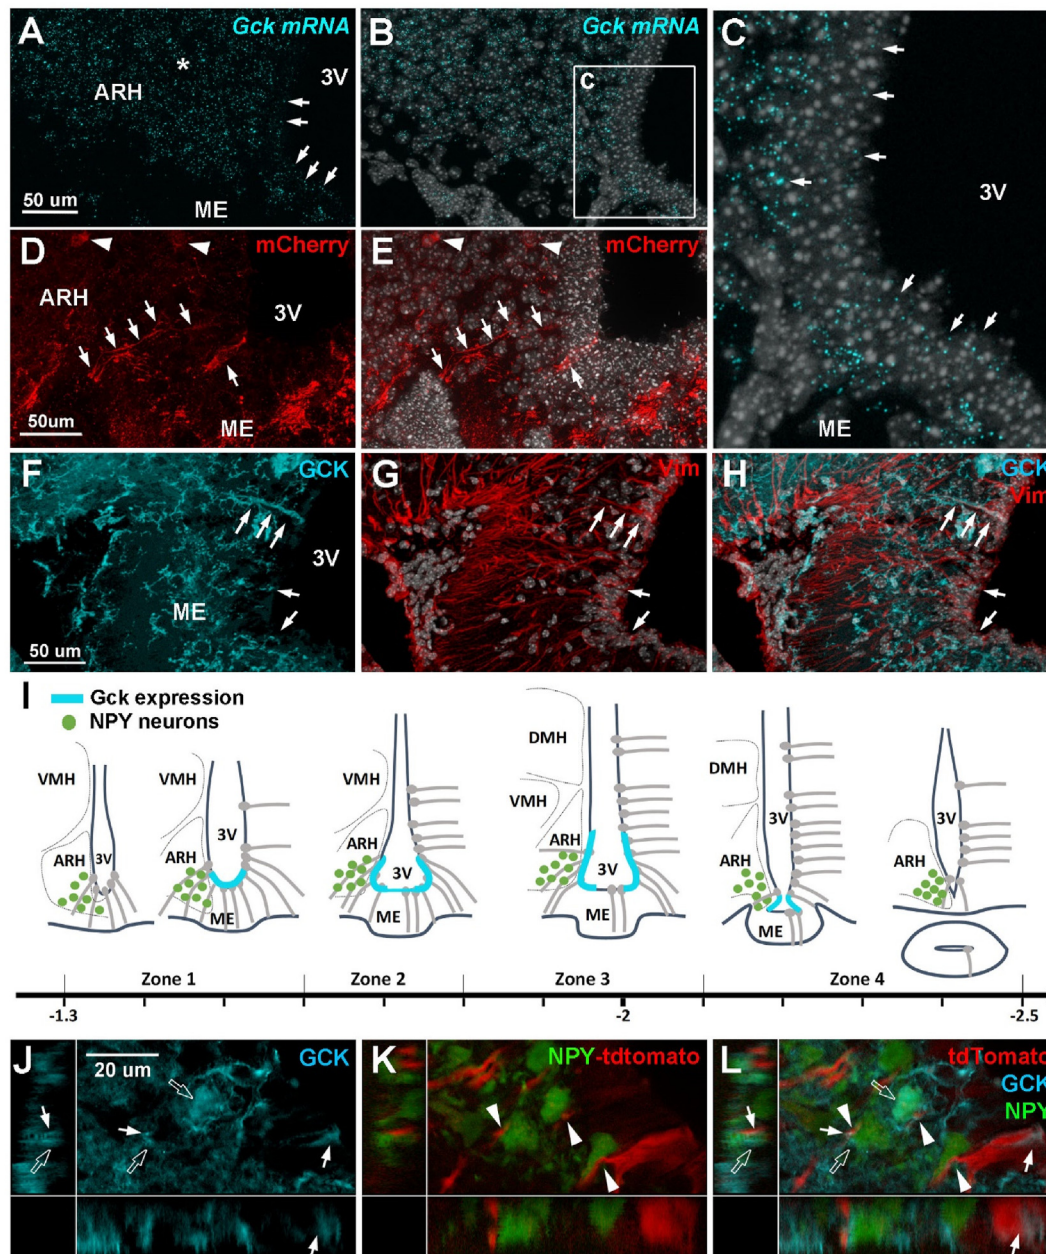 A
Gck mRNA
*
ARH
3V
ME
50 um
B
C
C
3V
ME
D
mCherry
ARH
3V
ME
50um
E
mCherry
F
GCK
3V
ME
50 um
G
Vim
H
GCK
Vim
I
Gck expression
NPY neurons
VMH
ARH
3V
VMH
3V
ARH
ME
VMH
ARH
3V
ME
DMH
VMH
ARH
3V
ME
DMH
3V
ARH
ME
3V
ARH
Zone 1
Zone 2
Zone 3
Zone 4
-1.3
-2
-2.5
J
20 um
GCK
K
NPY-tdtomato
L
tdTomato
GCK
NPY